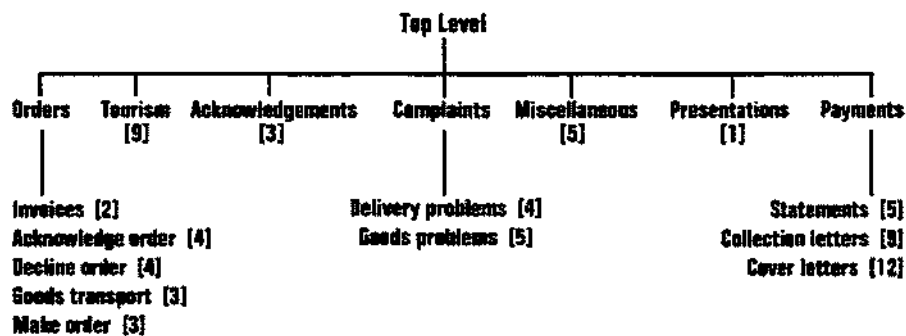 Top Level
Orders Tourism Acknowledgements Complaints Miscellaneous Presentations Payments
[9] [3] [5] [1]
Invoices [2] Delivery problems [4] Statements [5]
Acknowledge order [4] Goods problems [5] Collection letters [9]
Decline order [4] Cover letters [12]
Goods transport [3]
Make order [3]